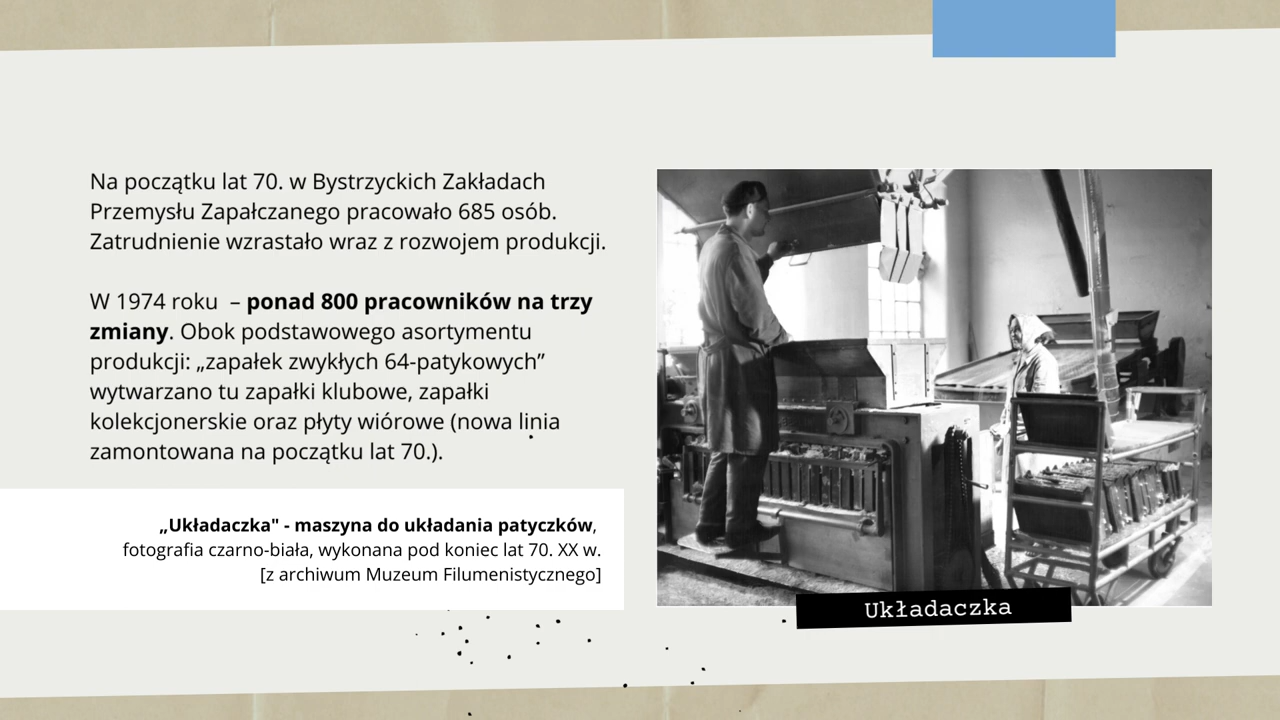 Na początku lat 70. w Bystrzyckich Zakładach
Przemysłu Zapałczanego pracowało 685 osób.
Zatrudnienie wzrastało wraz z rozwojem produkcji.
W 1974 roku – ponad 800 pracowników na trzy
zmiany. Obok podstawowego asortymentu
produkcji: „zapałek zwykłych 64-patykowych”
wytwarzano tu zapałki klubowe, zapałki
kolekcjonerskie oraz płyty wiórowe (nowa linia
zamontowana na początku lat 70.).
„Układaczka" - maszyna do układania patyczków,
fotografia czarno-biała, wykonana pod koniec lat 70. XX w.
[z archiwum Muzeum Filumenistycznego]
Układaczka